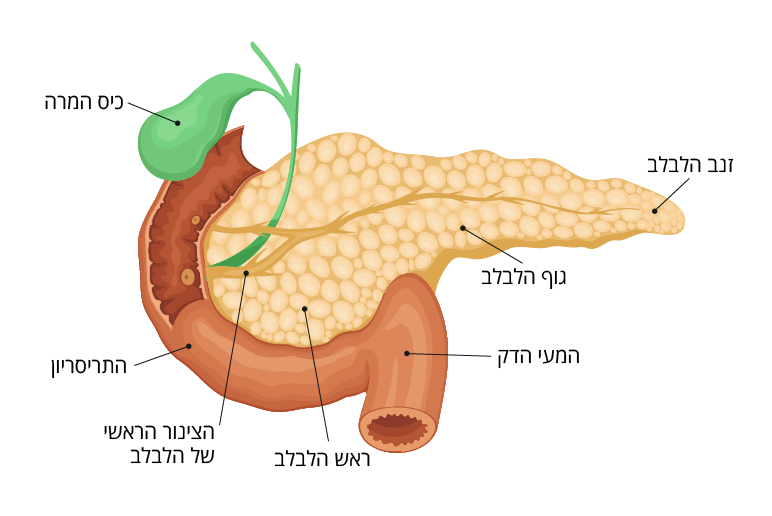 כיס המרה
זנב הלבלב
גוף הלבלב
המעי הדק
התריסריון
הצינור הראשי
של הלבלב
ראש הלבלב